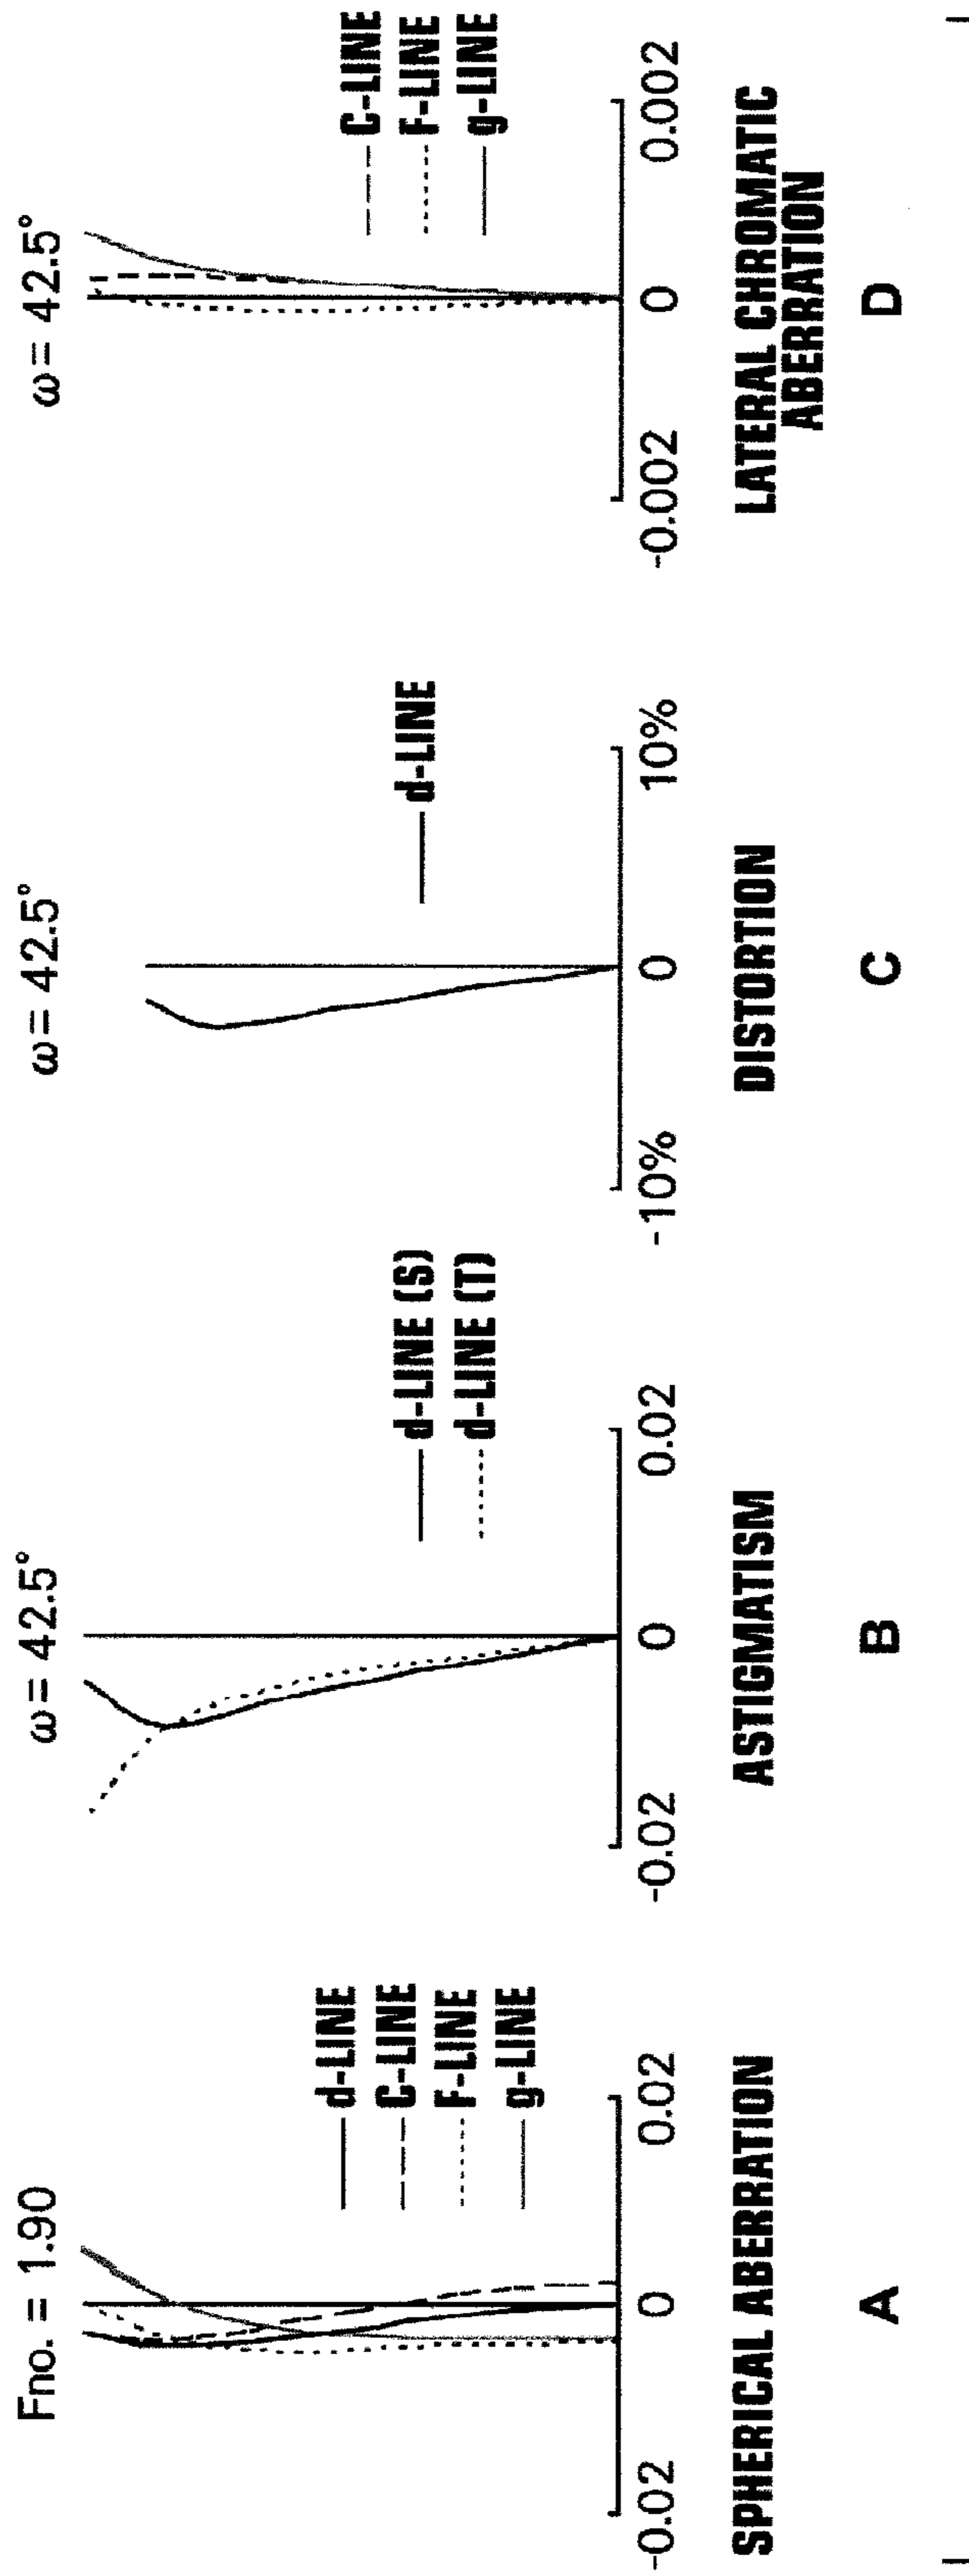 Fno. = 1.90
d-LINE
C-LINE
F-LINE
g-LINE
-0.02
0
0.02
SPHERICAL ABERRATION
A
ω= 42.5°
d-LINE (S)
d-LINE (T)
-0.02
0
0.02
ASTIGMATISM
B
ω= 42.5°
d-LINE
-10%
0
10%
DISTORTION
C
ω= 42.5°
C-LINE
F-LINE
g-LINE
-0.002
0
0.002
LATERAL CHROMATIC
ABERRATION
D